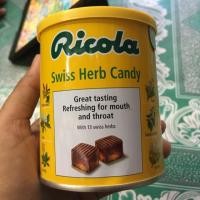 Ricola
Swiss Herb Candy
Great tasting
Refreshing for mouth
and throat
With 13 swiss herbs